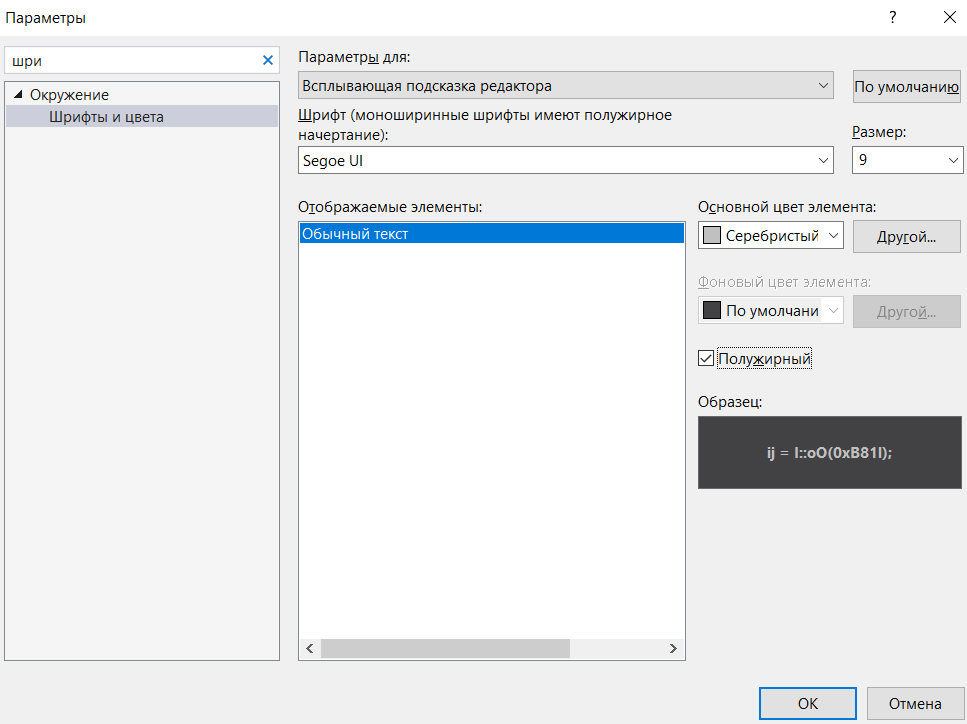 Параметры
?
шри
Окружение
Шрифты и цвета
Параметры для:
Всплывающая подсказка редактора
По умолчанию
Шрифт (моноширинные шрифты имеют полужирное
начертание):
Размер:
Segoe UI
9
Отображаемые элементы:
Обычный текст
Основной цвет элемента:
Серебристый
Другой...
Фоновый цвет элемента:
По умолчани
Другой...
Полужирный
Образец:
ij = I::oO(0xB81l);
ОК
Отмена